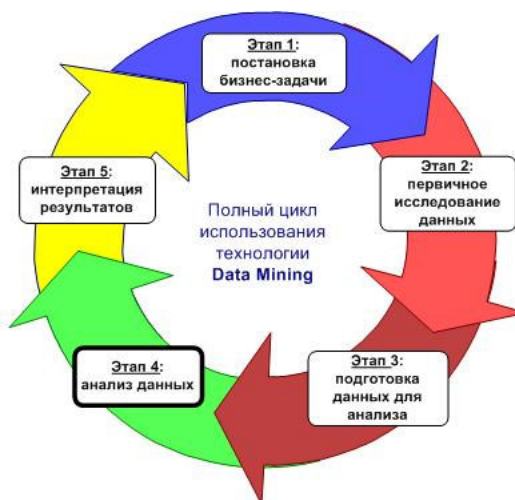 Этап 1:
постановка
бизнес-задачи
Этап 2:
первичное
исследование
данных
Этап 3:
подготовка
данных для
анализа
Этап 4:
анализ данных
Этап 5:
интерпретация
результатов
Полный цикл
использования
технологии
Data Mining